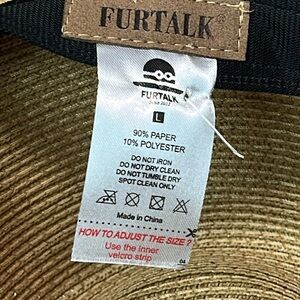 FURTALK®
FURTALK
L
90% PAPER
10% POLYESTER
DO NOT IRON
DO NOT DRY CLEAN
DO NOT TUMBLE DRY
SPOT CLEAN ONLY
Made in China
HOW TO ADJUST THE SIZE ?
Use the inner
velcro strip